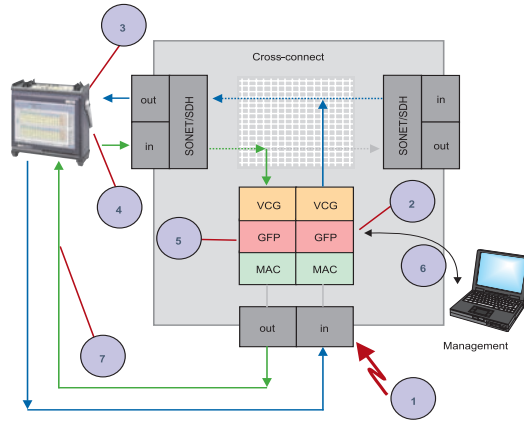 3
Cross-connect
out
SONET/SDH
in
SONET/SDH
in
out
4
VCG
VCG
2
5
GFP
GFP
6
MAC
MAC
out
in
Management
7
1